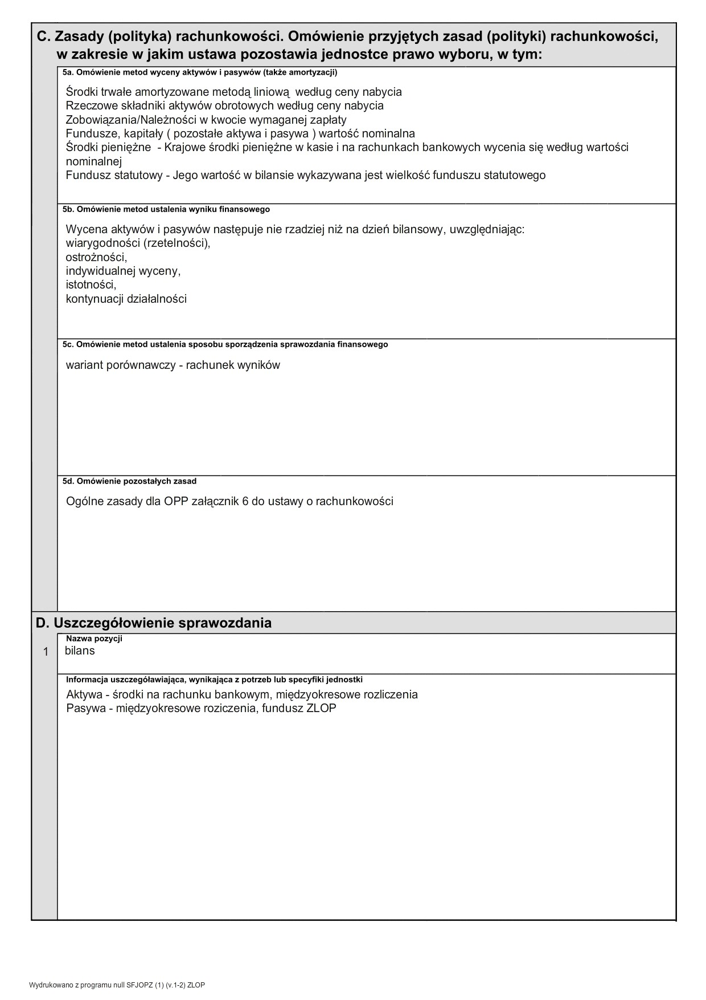 C. Zasady (polityka) rachunkowości. Omówienie przyjętych zasad (polityki) rachunkowości,
w zakresie w jakim ustawa pozostawia jednostce prawo wyboru, w tym:
5a. Omówienie metod wyceny aktywów i pasywów (także amortyzacji)
Środki trwałe amortyzowane metodą liniową według ceny nabycia
Rzeczowe składniki aktywów obrotowych według ceny nabycia
Zobowiązania/Należności w kwocie wymaganej zapłaty
Fundusze, kapitały ( pozostałe aktywa i pasywa ) wartość nominalna
Środki pieniężne - Krajowe środki pieniężne w kasie i na rachunkach bankowych wycenia się według wartości
nominalnej
Fundusz statutowy - Jego wartość w bilansie wykazywana jest wielkość funduszu statutowego
5b. Omówienie metod ustalenia wyniku finansowego
Wycena aktywów i pasywów następuje nie rzadziej niż na dzień bilansowy, uwzględniając:
wiarygodności (rzetelności),
ostrożności,
indywidualnej wyceny,
istotności,
kontynuacji działalności
5c. Omówienie metod ustalenia sposobu sporządzenia sprawozdania finansowego
wariant porównawczy - rachunek wyników
5d. Omówienie pozostałych zasad
Ogólne zasady dla OPP załącznik 6 do ustawy o rachunkowości
D. Uszczegółowienie sprawozdania
Nazwa pozycji
1 bilans
Informacja uszczegóławiająca, wynikająca z potrzeb lub specyfiki jednostki
Aktywa - środki na rachunku bankowym, międzyokresowe rozliczenia
Pasywa - międzyokresowe roziczenia, fundusz ZLOP
Wydrukowano z programu null SFJOPZ (1) (v.1-2) ZLOP